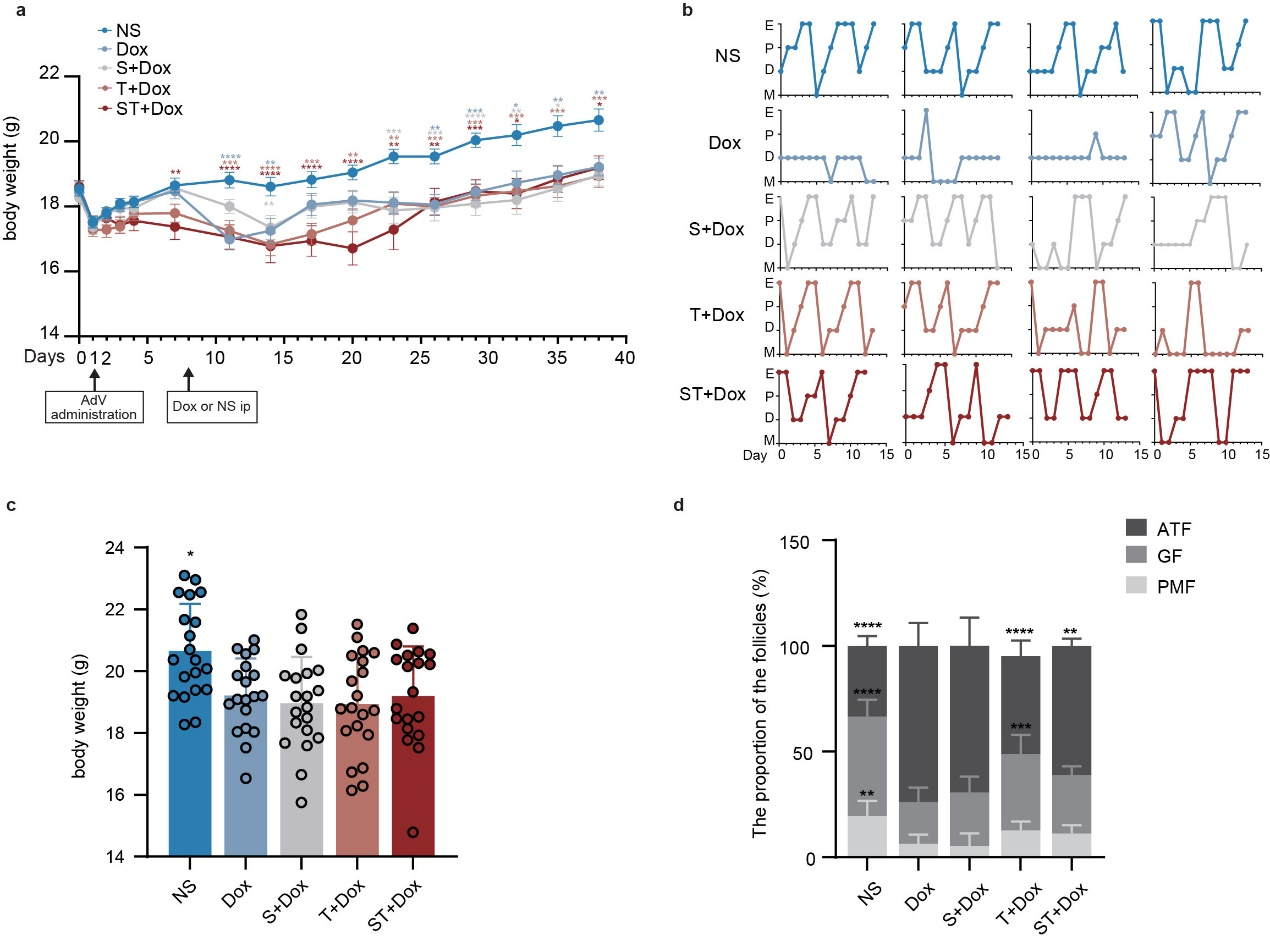 a
NS
Dox
S+Dox
T+Dox
ST+Dox
body weight (g)
22
20
18
16
14
Days 0 1 2 5 10 15 20 25 30 35 40
AdV
administration
Dox or NS ip
b
NS
E
P
D
M
Dox
E
P
D
M
S+Dox
E
P
D
M
T+Dox
E
P
D
M
ST+Dox
E
P
D
M
Day 0 5 10 15 0 5 10 15 0 5 10 15 0 5 10 15
c
body weight (g)
24
22
20
18
16
14
*
NS
Dox
S+Dox
T+Dox
ST+Dox
d
ATF
GF
PMF
The proportion of the follicles (%)
150
100
50
0
**** **** **
**** ***
**
NS
Dox
S+Dox
T+Dox
ST+Dox